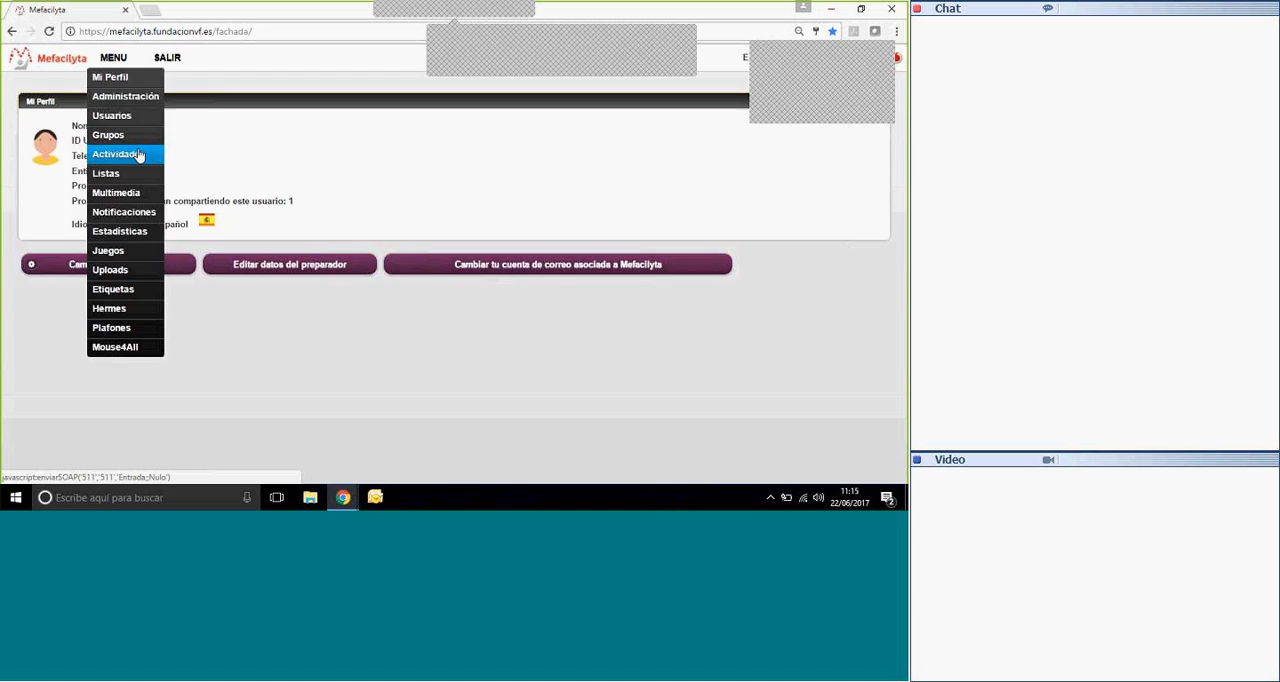 Mefacilyta
Chat
https://mefacilyta.fundacionvf.es/fachada/
Mefacilyta MENU SALIR
Mi Perfil
Administración
Usuarios
Grupos
Listas
Multimedia
Notificaciones
Estadísticas
Juegos
Uploads
Etiquetas
Hermes
Plafones
Mouse4All
Mi Perfil
compartiendo este usuario: 1
Editar datos del preparador
Cambiar tu cuenta de correo asociada a Mefacilyta
javascript:enviarSOAP('511','511','Entrada;;Nulo')
Escribe aquí para buscar
11:15
22/06/2017
2
Video